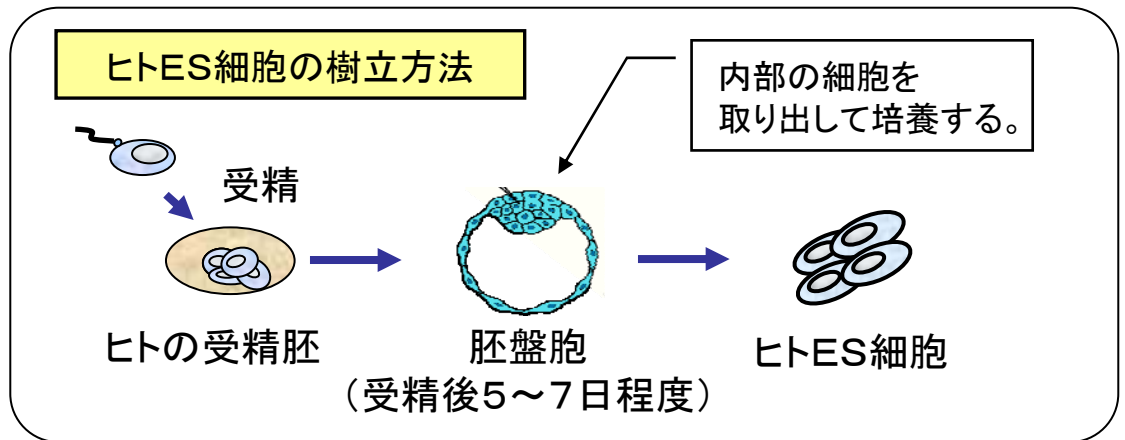 ヒトES細胞の樹立方法
内部の細胞を
取り出して培養する。
受精
ヒトの受精胚
胚盤胞
(受精後5～7日程度)
ヒトES細胞